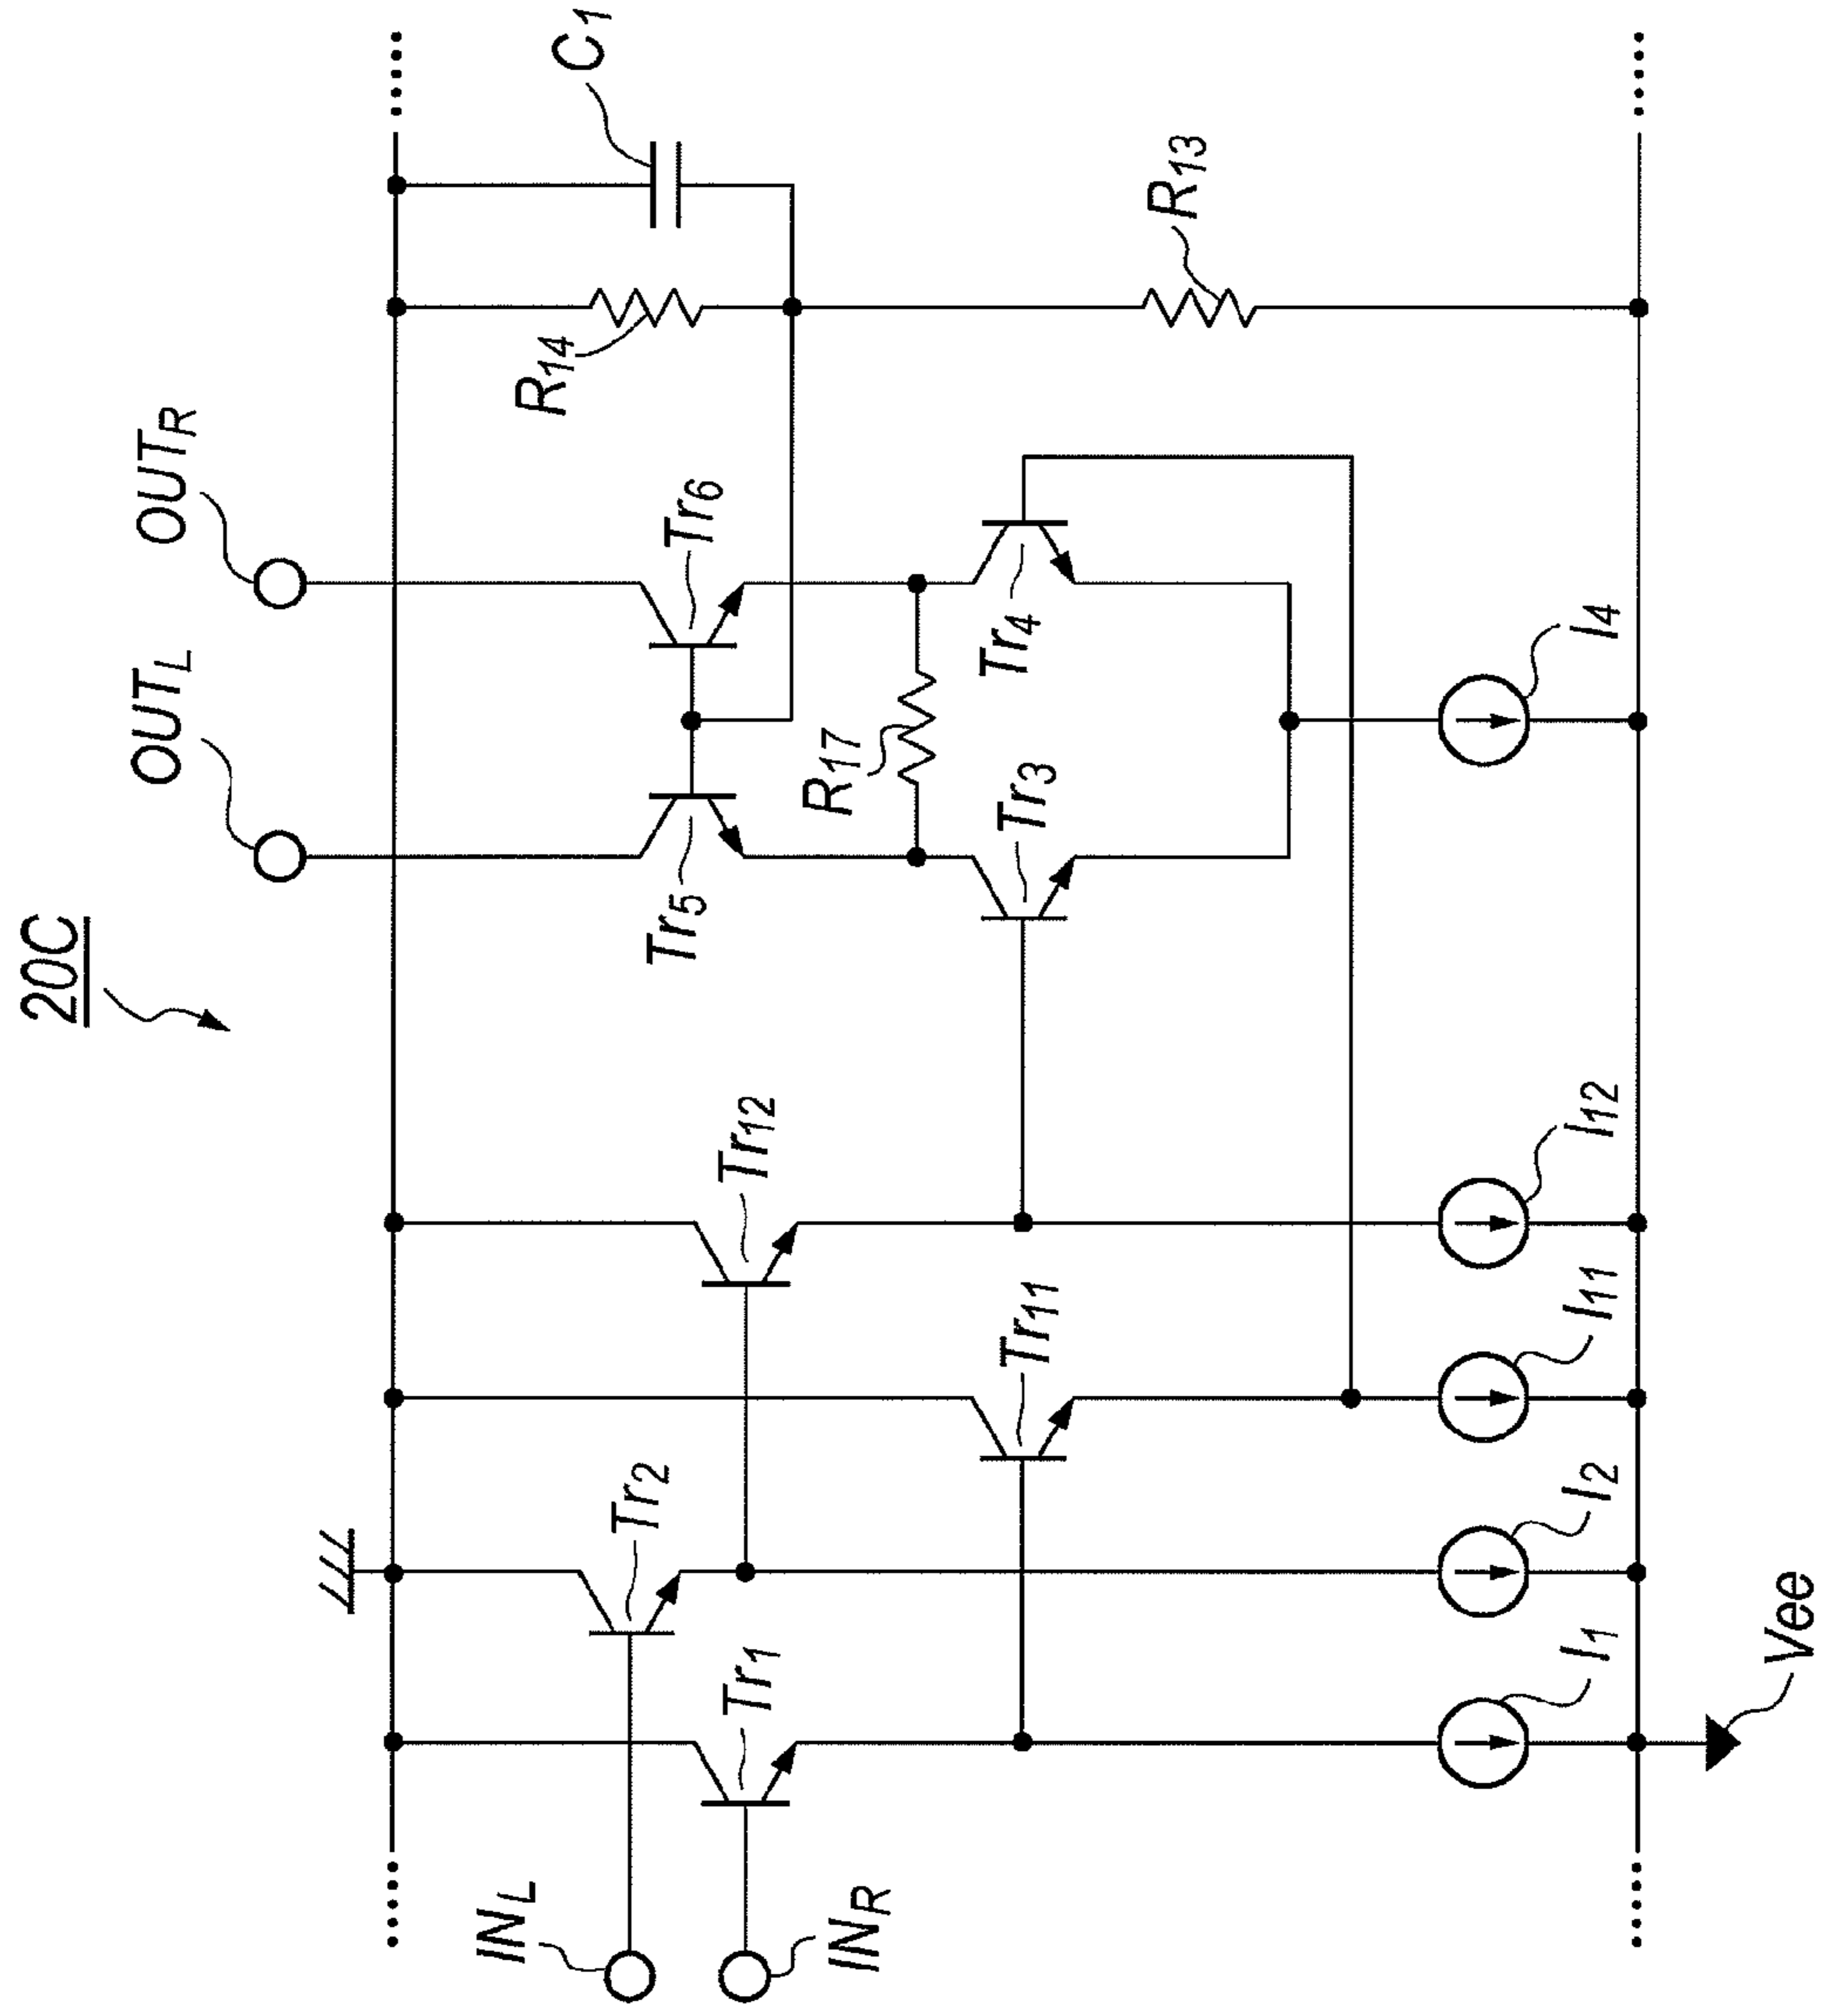 20C
OUTL
OUTR
C1
R14
R13
Tr5
Tr6
R17
Tr3
Tr4
Tr12
Tr11
Tr2
Tr1
INL
INR
I1
I2
I11
I12
I4
Vee